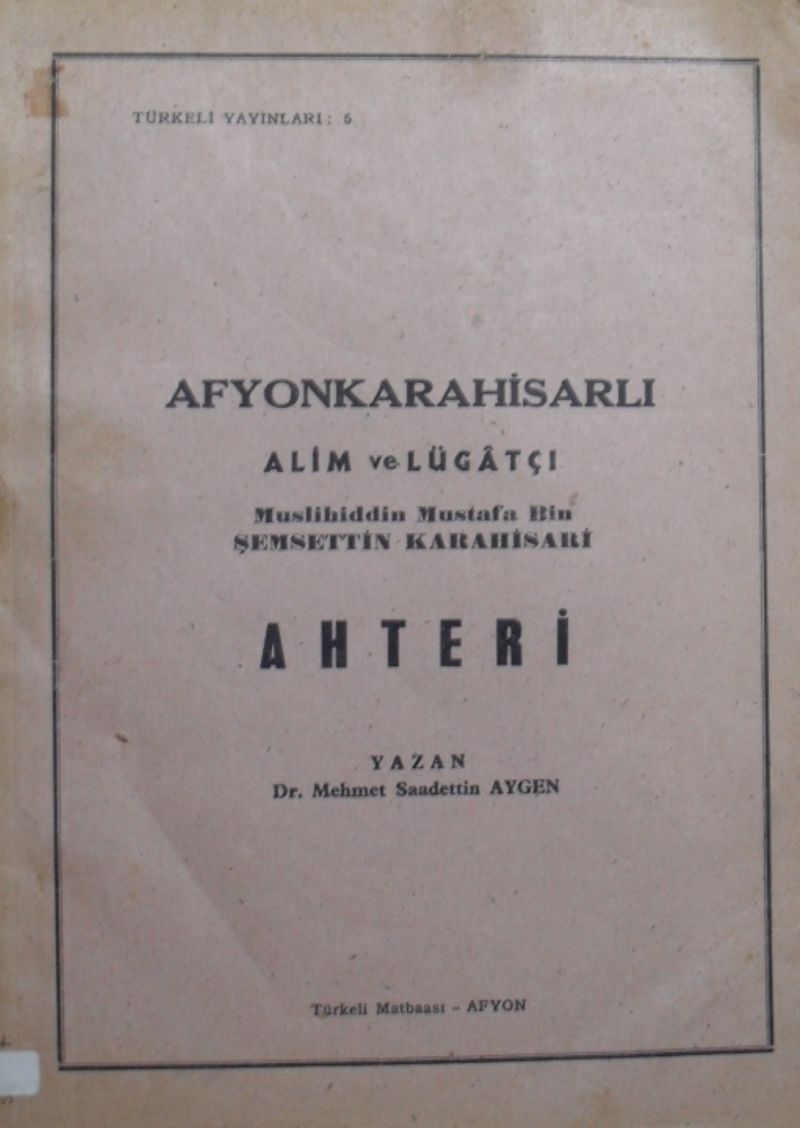 TÜRKELİ YAYINLARI: 5
AFYONKARAHİSARLI
ALİM ve LÜGÂTÇI
Muslihiddin Mustafa Bin
ŞEMSETTİN KARAHİSARİ
AHTERİ
YAZAN
Dr. Mehmet Saadettin AYGEN
Türkeli Matbaası - AFYON